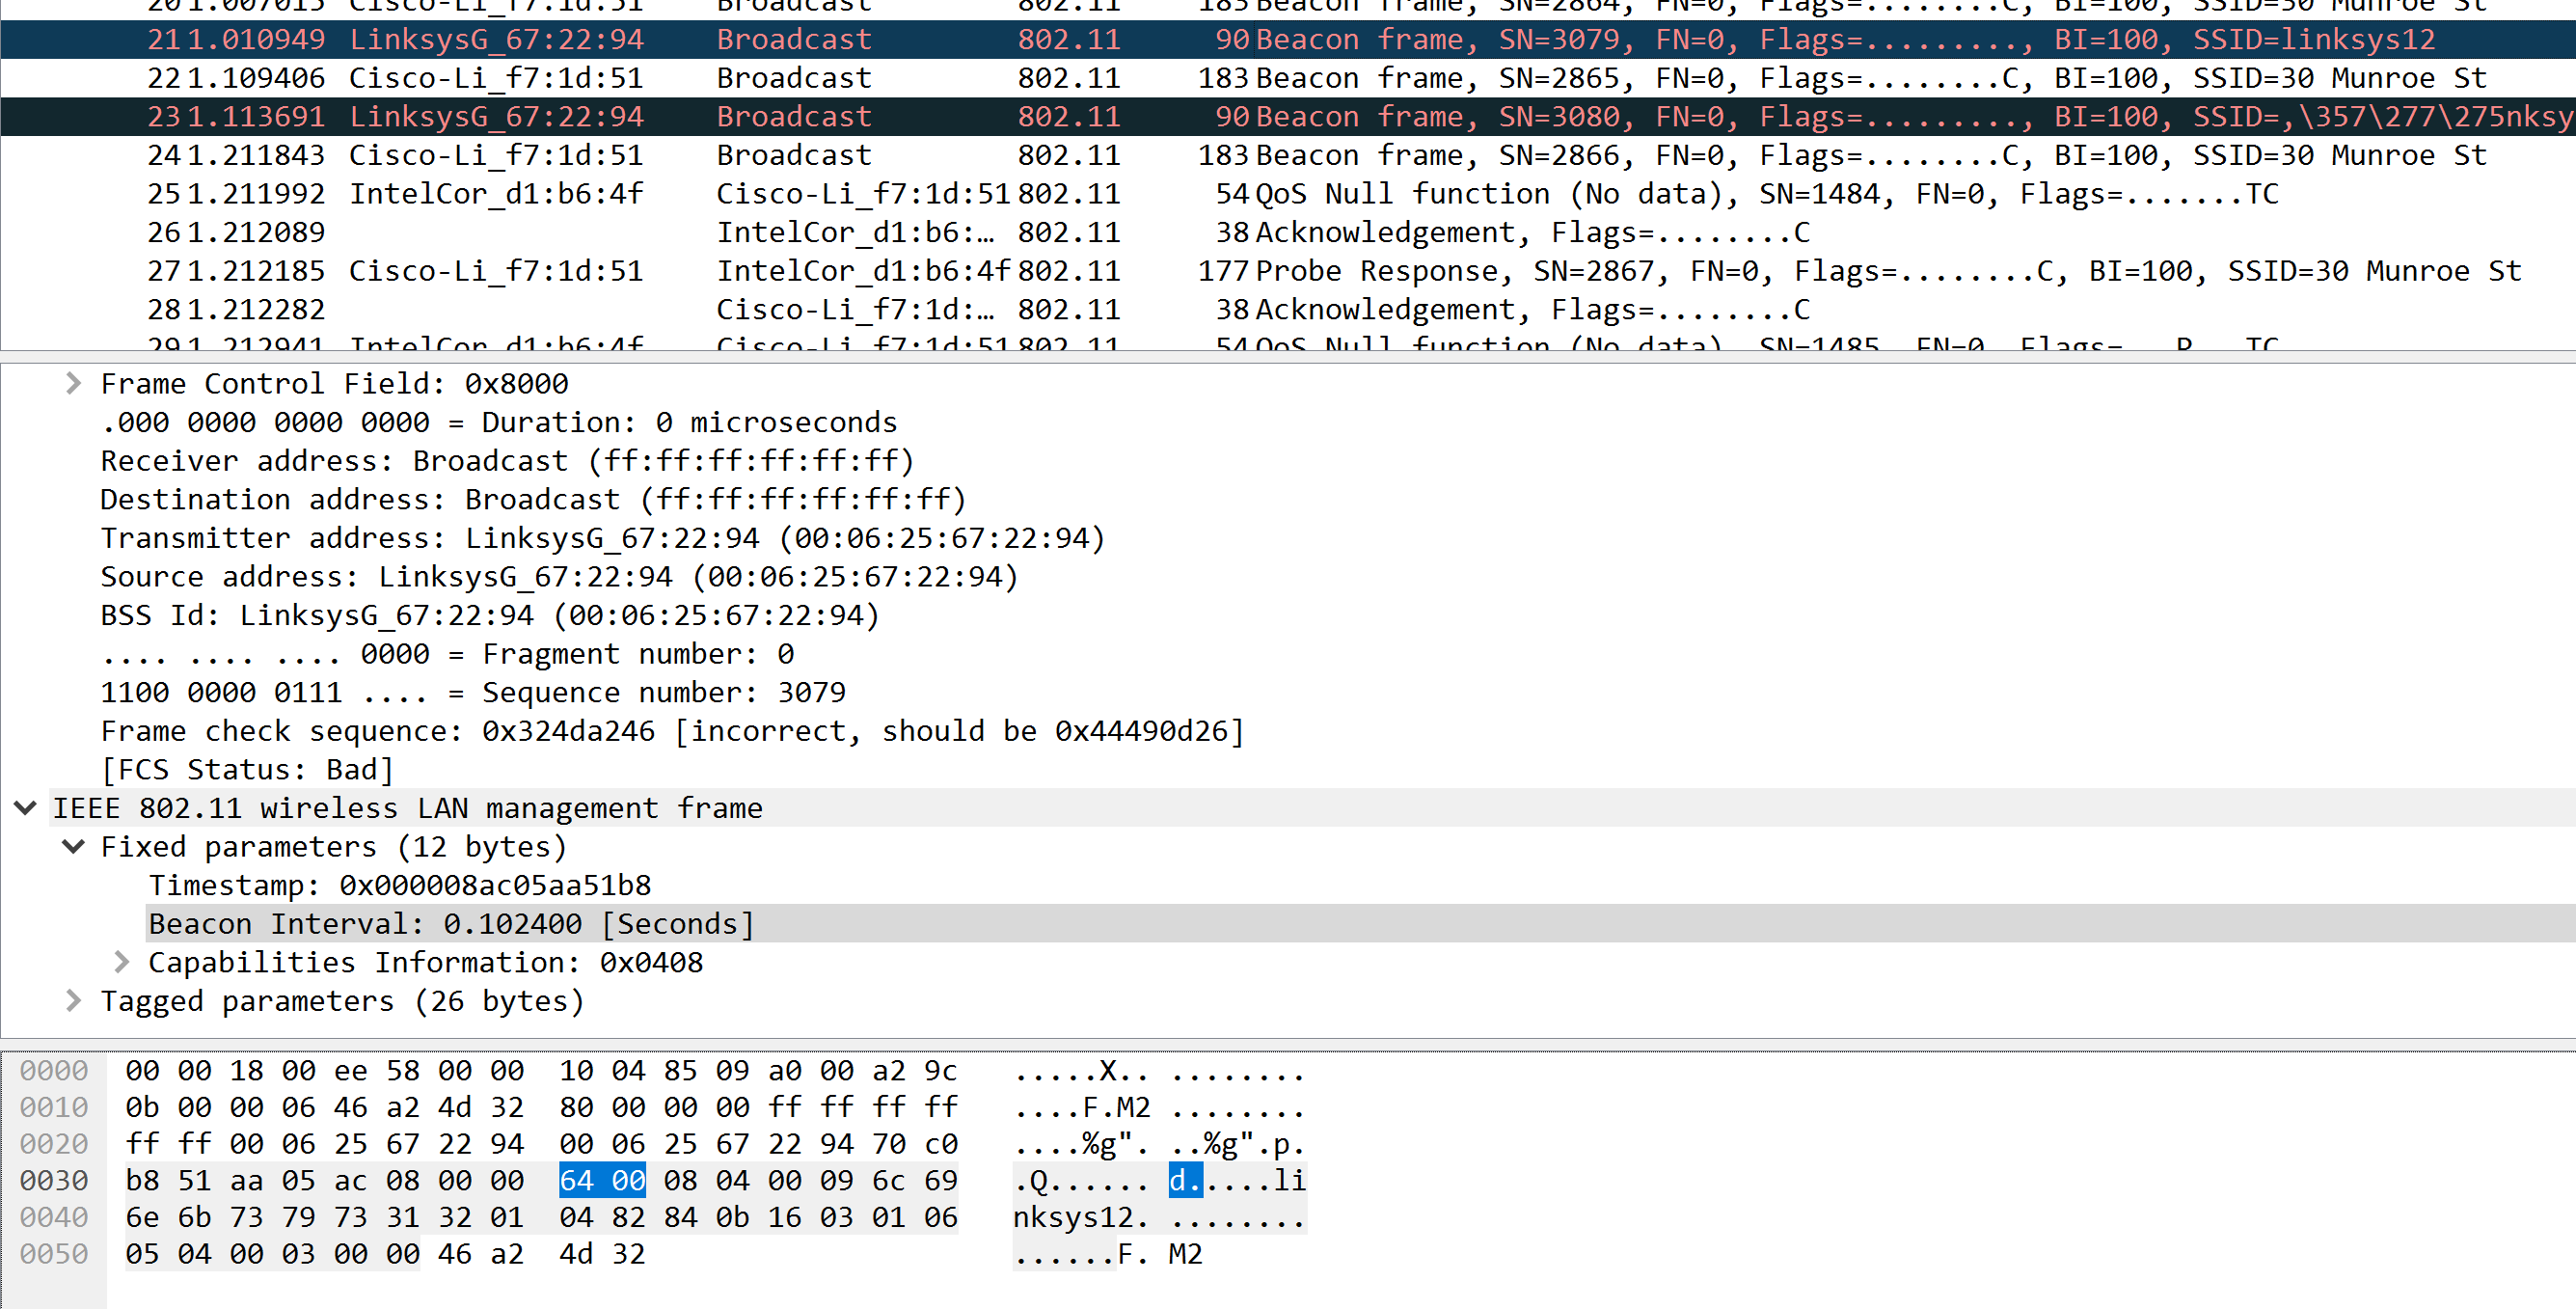 20 1.007015 Cisco-Li_f7:1d:51 Broadcast 802.11 183 Beacon frame, SN=2864, FN=0, Flags=........C, BI=100, SSID=30 Munroe St
21 1.010949 LinksysG_67:22:94 Broadcast 802.11 90 Beacon frame, SN=3079, FN=0, Flags=........., BI=100, SSID=linksys12
22 1.109406 Cisco-Li_f7:1d:51 Broadcast 802.11 183 Beacon frame, SN=2865, FN=0, Flags=........C, BI=100, SSID=30 Munroe St
23 1.113691 LinksysG_67:22:94 Broadcast 802.11 90 Beacon frame, SN=3080, FN=0, Flags=........., BI=100, SSID=,\357\277\275nksy
24 1.211843 Cisco-Li_f7:1d:51 Broadcast 802.11 183 Beacon frame, SN=2866, FN=0, Flags=........C, BI=100, SSID=30 Munroe St
25 1.211992 IntelCor_d1:b6:4f Cisco-Li_f7:1d:51 802.11 54 QoS Null function (No data), SN=1484, FN=0, Flags=.......TC
26 1.212089 IntelCor_d1:b6:… 802.11 38 Acknowledgement, Flags=........C
27 1.212185 Cisco-Li_f7:1d:51 IntelCor_d1:b6:4f 802.11 177 Probe Response, SN=2867, FN=0, Flags=........C, BI=100, SSID=30 Munroe St
28 1.212282 Cisco-Li_f7:1d:… 802.11 38 Acknowledgement, Flags=........C
29 1.212941 IntelCor_d1:b6:4f Cisco-Li_f7:1d:51 802.11 54 QoS Null function (No data), SN=1485, FN=0, Flags=....R...TC
Frame Control Field: 0x8000
.000 0000 0000 0000 = Duration: 0 microseconds
Receiver address: Broadcast (ff:ff:ff:ff:ff:ff)
Destination address: Broadcast (ff:ff:ff:ff:ff:ff)
Transmitter address: LinksysG_67:22:94 (00:06:25:67:22:94)
Source address: LinksysG_67:22:94 (00:06:25:67:22:94)
BSS Id: LinksysG_67:22:94 (00:06:25:67:22:94)
.... .... .... 0000 = Fragment number: 0
1100 0000 0111 .... = Sequence number: 3079
Frame check sequence: 0x324da246 [incorrect, should be 0x44490d26]
[FCS Status: Bad]
IEEE 802.11 wireless LAN management frame
Fixed parameters (12 bytes)
Timestamp: 0x000008ac05aa51b8
Beacon Interval: 0.102400 [Seconds]
Capabilities Information: 0x0408
Tagged parameters (26 bytes)
0000 00 00 18 00 ee 58 00 00 10 04 85 09 a0 00 a2 9c .....X.. ........
0010 0b 00 00 06 46 a2 4d 32 80 00 00 00 ff ff ff ff ....F.M2 ........
0020 ff ff 00 06 25 67 22 94 00 06 25 67 22 94 70 c0 ....%g". ..%g".p.
0030 b8 51 aa 05 ac 08 00 00 64 00 08 04 00 09 6c 69 .Q...... d.....li
0040 6e 6b 73 79 73 31 32 01 04 82 84 0b 16 03 01 06 nksys12. ........
0050 05 04 00 03 00 00 46 a2 4d 32 ......F. M2